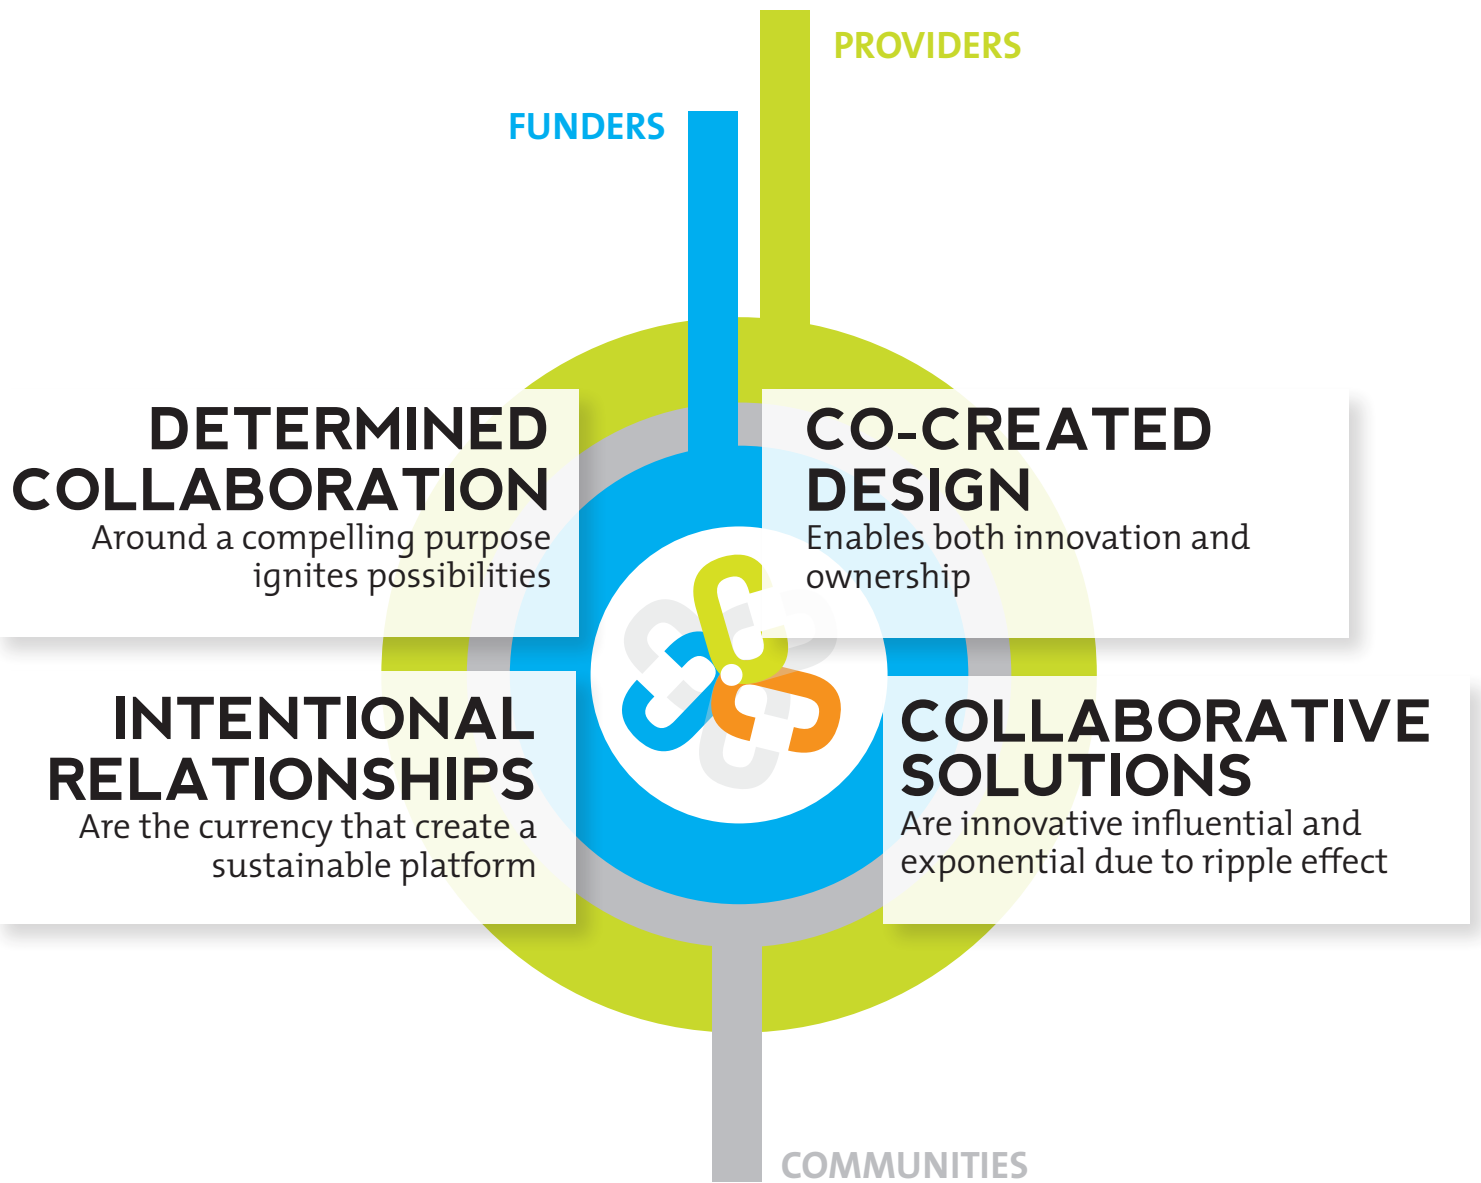 PROVIDERS
FUNDERS
DETERMINED
COLLABORATION
Around a compelling purpose
ignites possibilities
CO-CREATED
DESIGN
Enables both innovation and
ownership
INTENTIONAL
RELATIONSHIPS
Are the currency that create a
sustainable platform
COLLABORATIVE
SOLUTIONS
Are innovative influential and
exponential due to ripple effect
COMMUNITIES